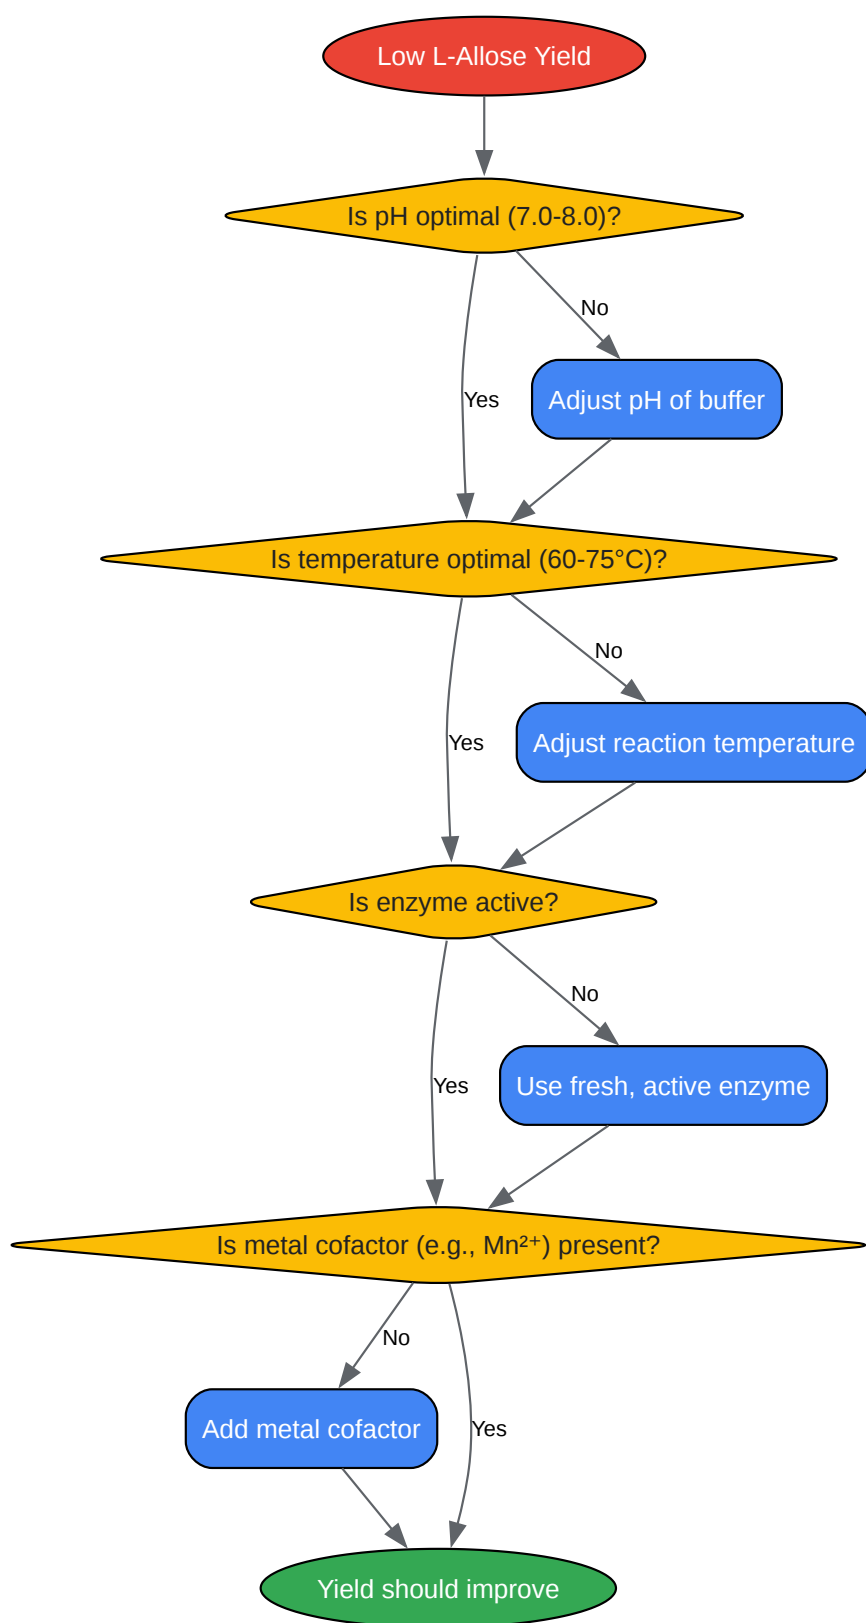 Low L-Allose Yield
Is pH optimal (7.0-8.0)?
No
Yes
Adjust pH of buffer
Is temperature optimal (60-75°C)?
No
Yes
Adjust reaction temperature
Is enzyme active?
No
Yes
Use fresh, active enzyme
Is metal cofactor (e.g., Mn²⁺) present?
No
Add metal cofactor
Yes
Yield should improve